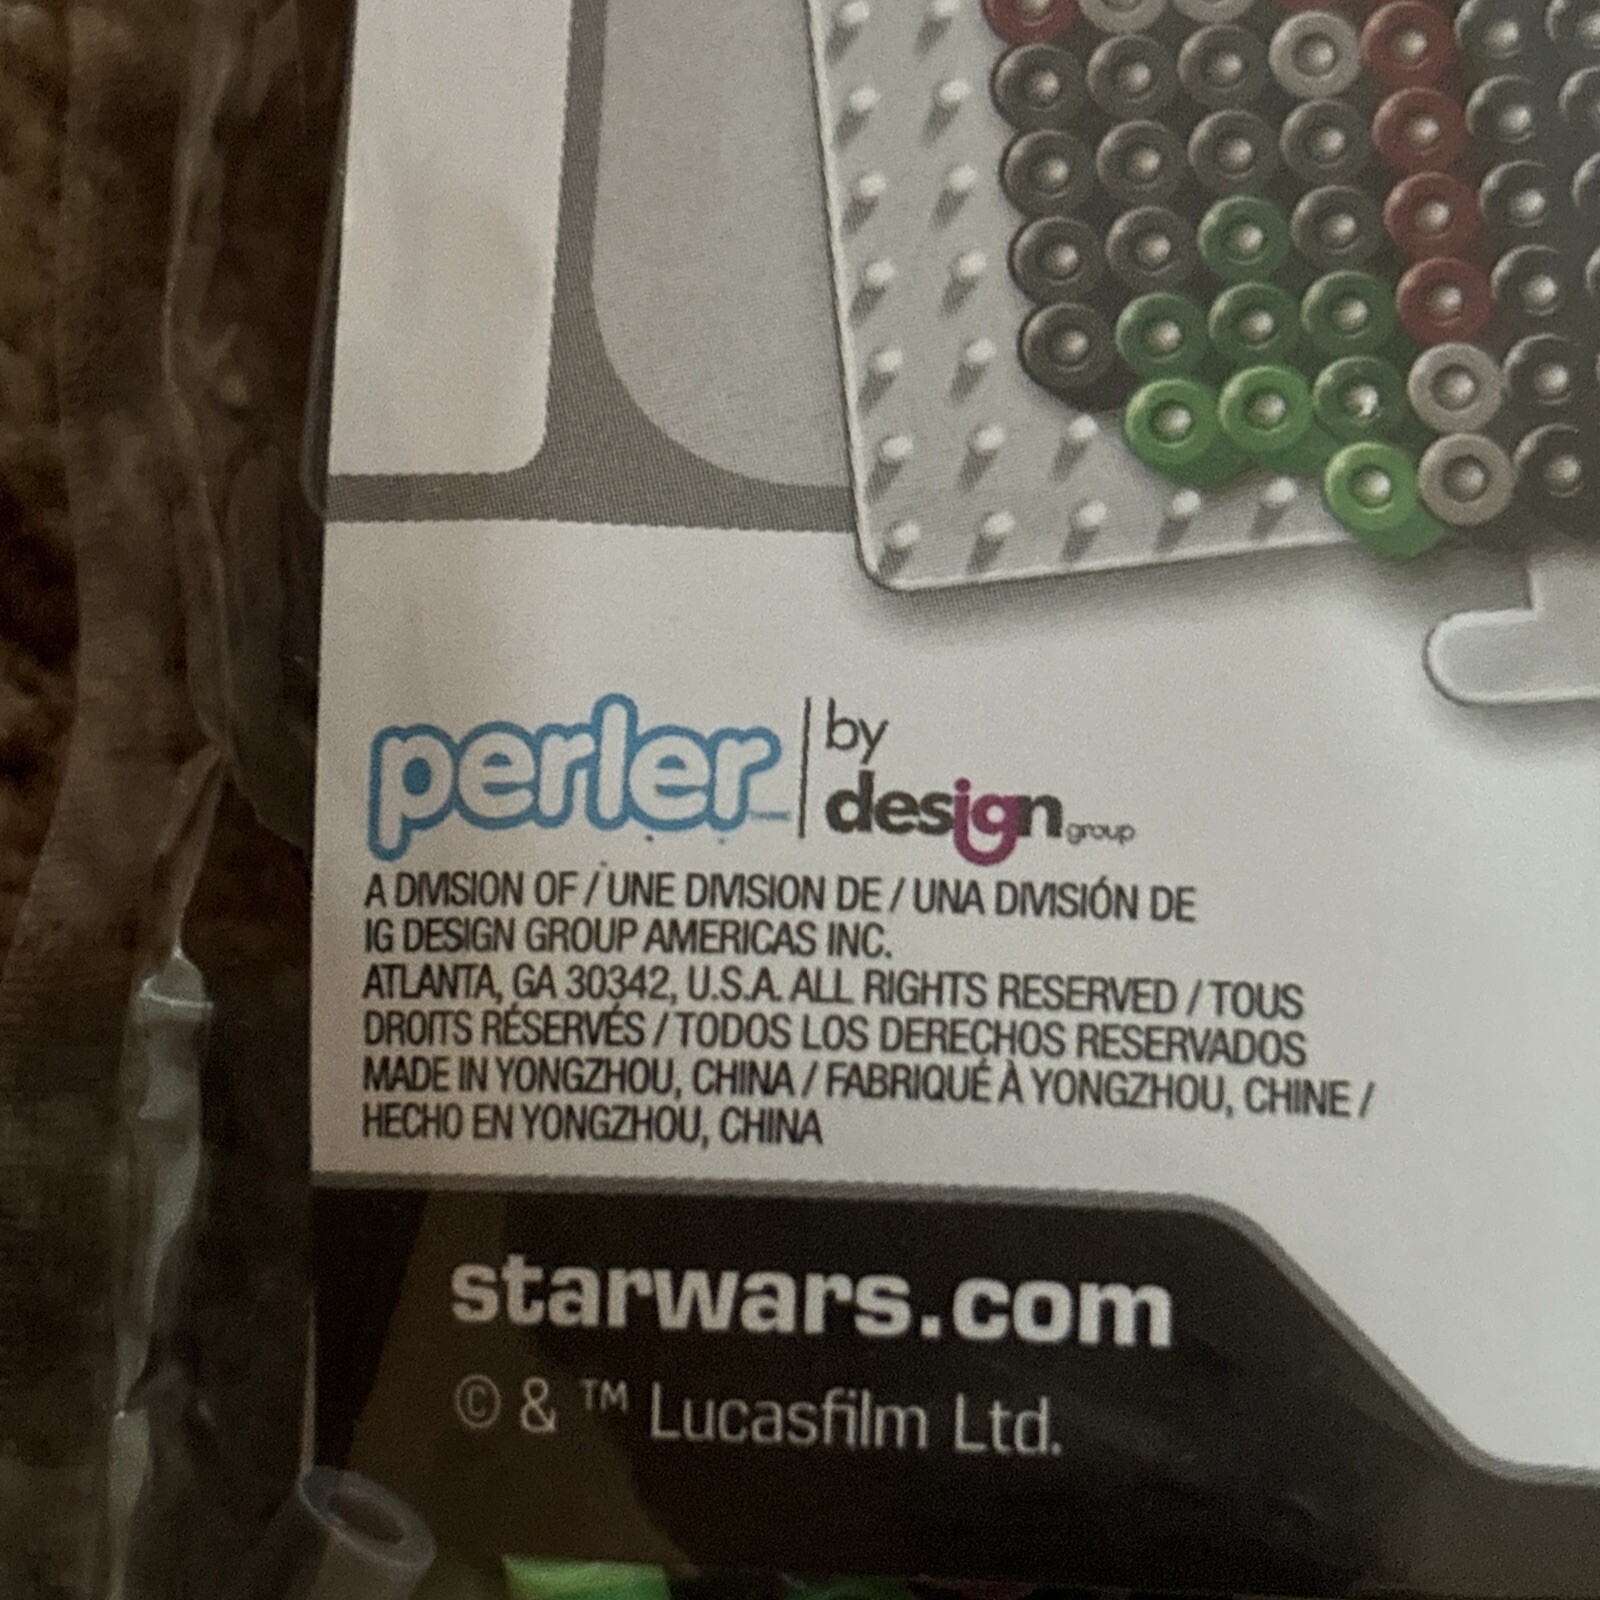 perler
by
design group
A DIVISION OF / UNE DIVISION DE / UNA DIVISIÓN DE
IG DESIGN GROUP AMERICAS INC.
ATLANTA, GA 30342, U.S.A. ALL RIGHTS RESERVED / TOUS
DROITS RÉSERVÉS / TODOS LOS DERECHOS RESERVADOS
MADE IN YONGZHOU, CHINA / FABRIQUÉ À YONGZHOU, CHINE /
HECHO EN YONGZHOU, CHINA
starwars.com
© & ™ Lucasfilm Ltd.